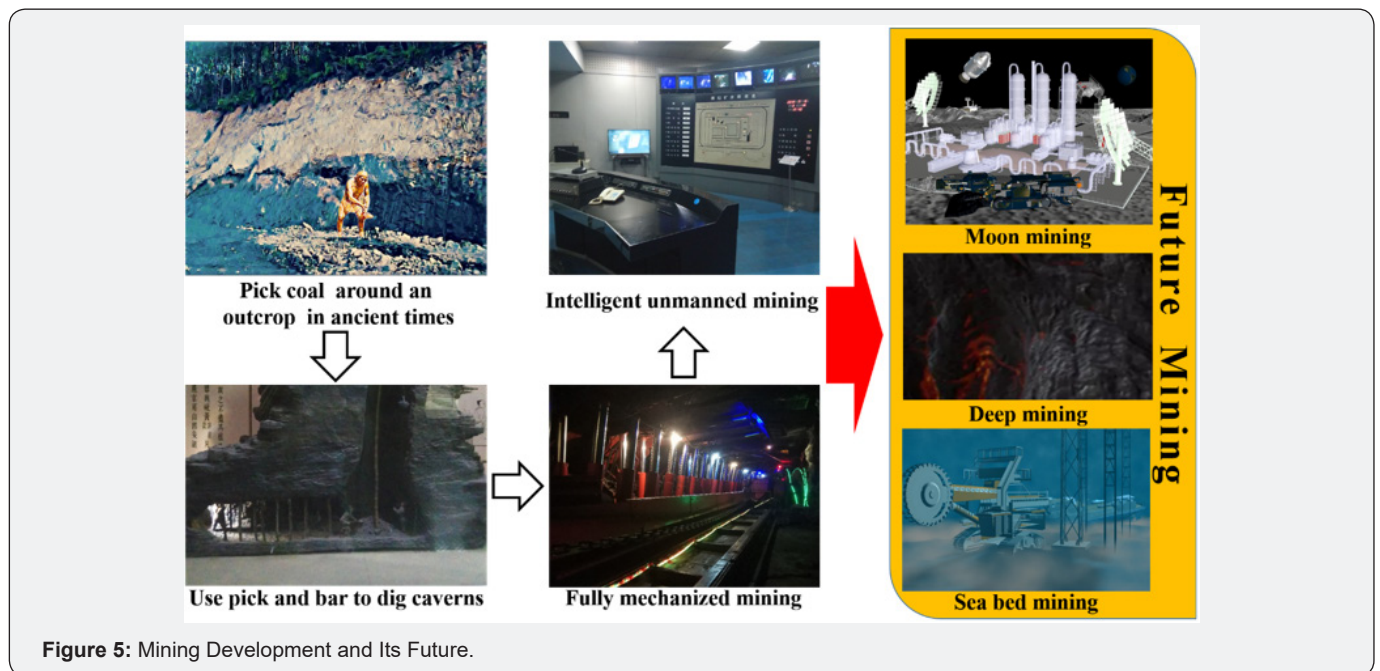 Pick coal around an
outcrop in ancient times
Use pick and bar to dig caverns
Fully mechanized mining
Intelligent unmanned mining
Future Mining
Moon mining
Deep mining
Sea bed mining
Figure 5: Mining Development and Its Future.